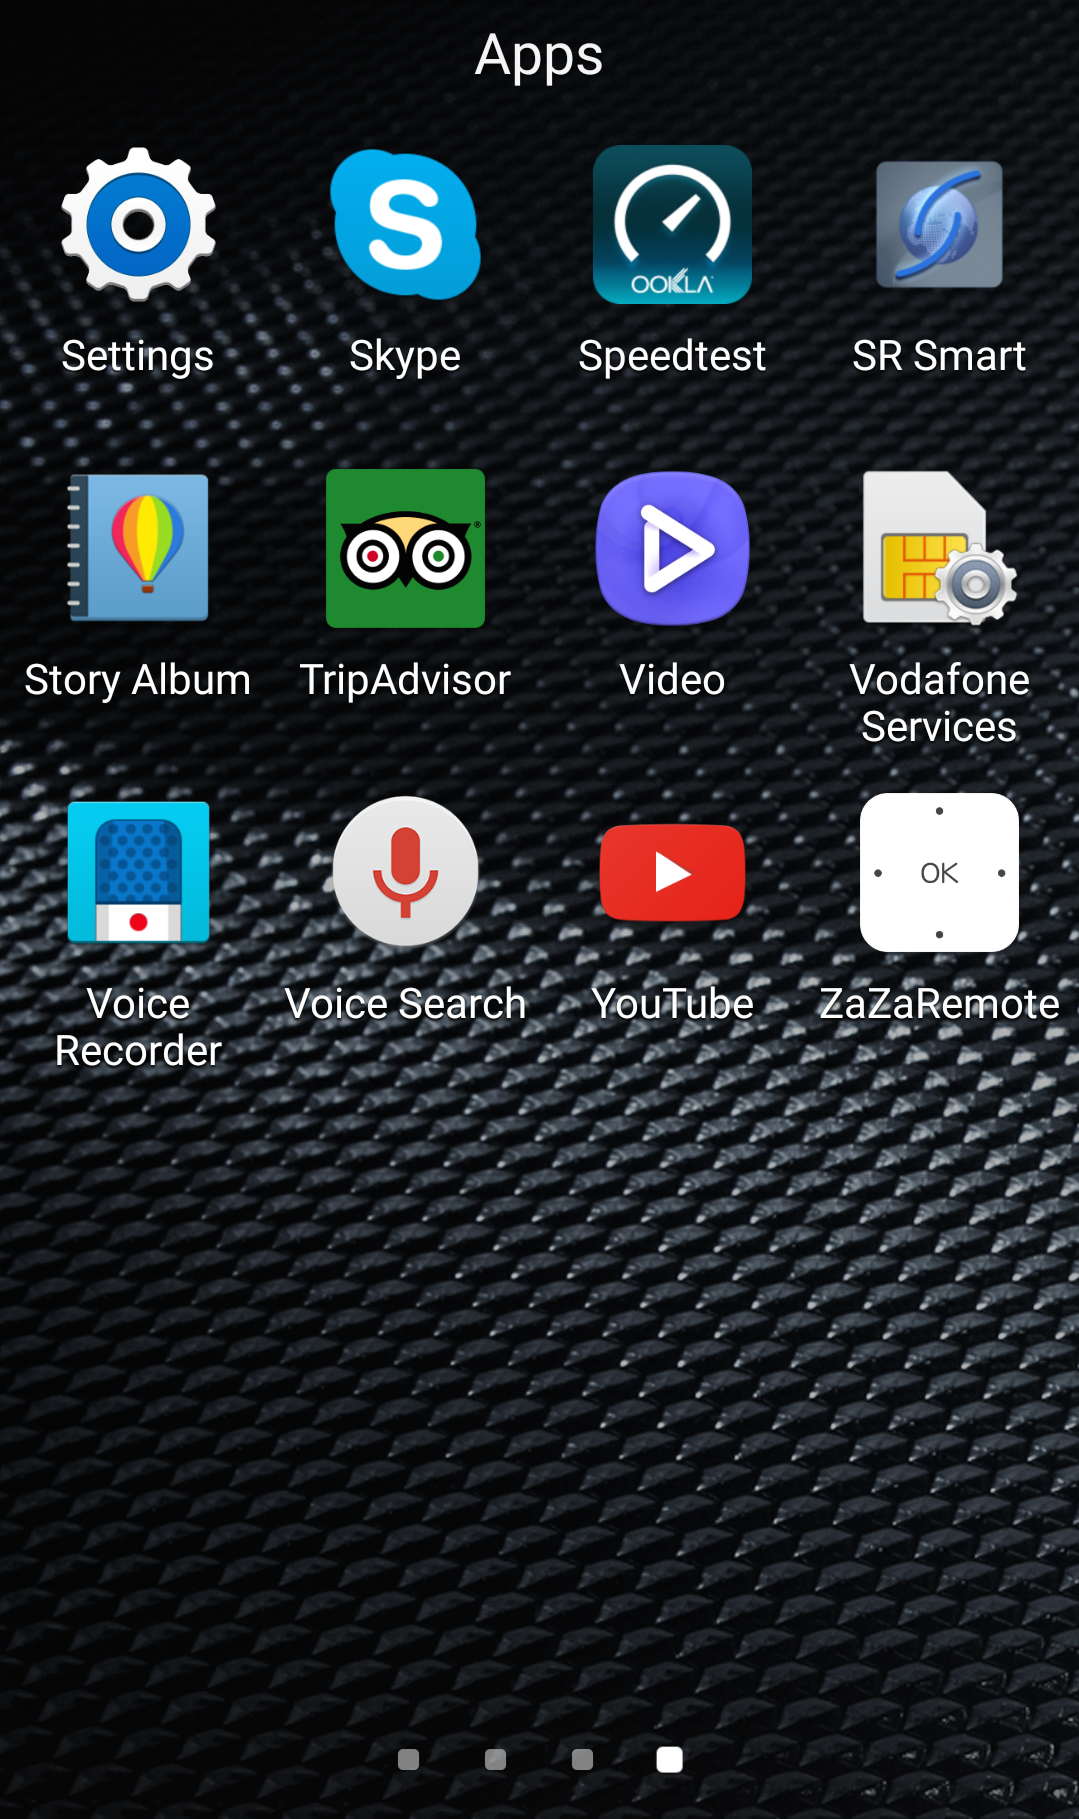 Apps
S
OOKLA
Settings
Skype
Speedtest
SR Smart
Story Album
TripAdvisor
Video
Vodafone
Services
OK
Voice
Recorder
Voice Search
YouTube
ZaZaRemote